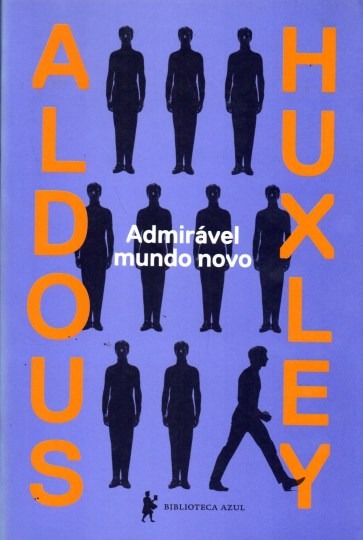 ALDOUS
HUXLEY
Admirável
mundo novo
BIBLIOTECA AZUL